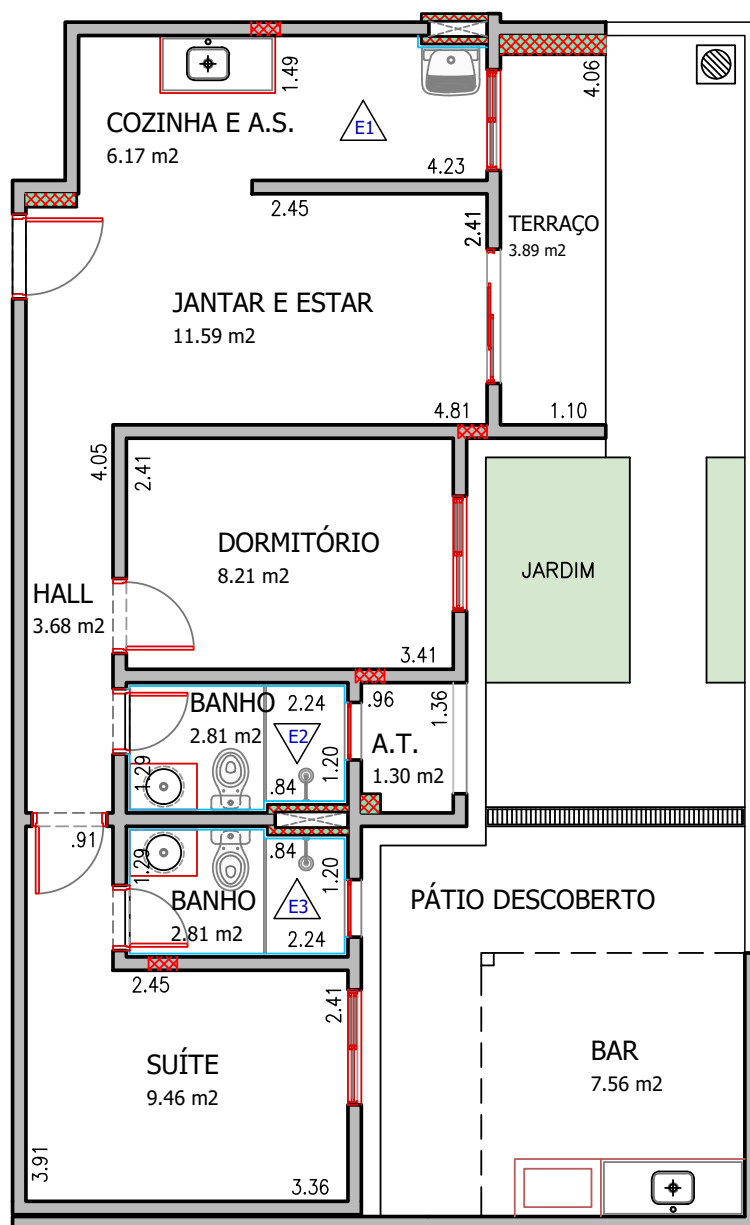 1.49
4.06
COZINHA E A.S.
6.17 m2
E1
4.23
2.45
2.41
TERRAÇO
3.89 m2
JANTAR E ESTAR
11.59 m2
4.81
1.10
4.05
2.41
DORMITÓRIO
8.21 m2
JARDIM
HALL
3.68 m2
3.41
BANHO
2.81 m2
2.24
E2
1.29
.84
1.20
.96
1.36
A.T.
1.30 m2
.91
1.29
.84
1.20
BANHO
2.81 m2
E3
2.24
PÁTIO DESCOBERTO
2.45
2.41
SUÍTE
9.46 m2
BAR
7.56 m2
3.91
3.36